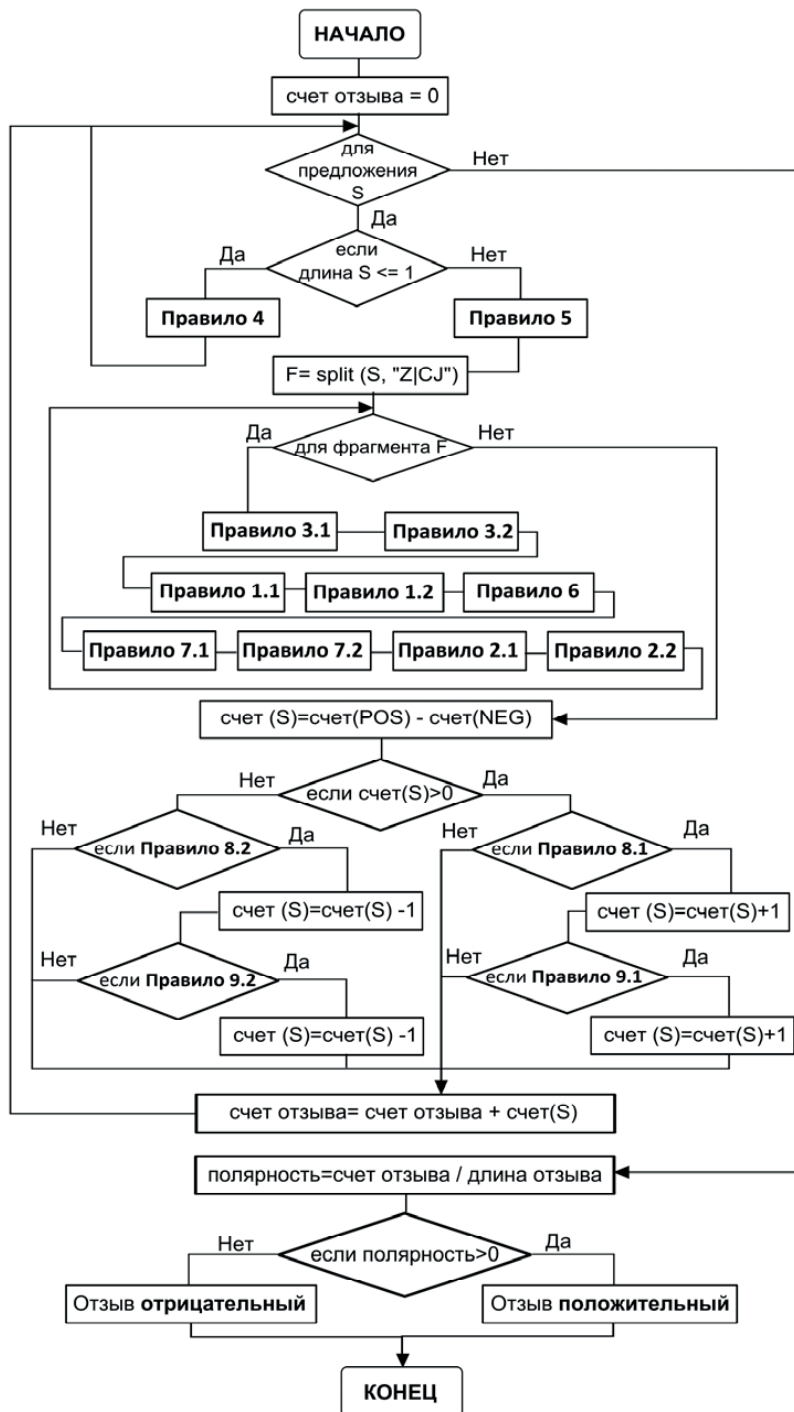 НАЧАЛО
счет отзыва = 0
для
предложения
S
Нет
Да
если
длина S <= 1
Да
Нет
Правило 4
Правило 5
F= split (S, "Z|CJ")
Да
для фрагмента F
Нет
Правило 3.1
Правило 3.2
Правило 1.1
Правило 1.2
Правило 6
Правило 7.1
Правило 7.2
Правило 2.1
Правило 2.2
счет (S)=счет(POS) - счет(NEG)
Нет
если счет(S)>0
Да
Нет
если Правило 8.2
Да
Нет
если Правило 8.1
Да
счет (S)=счет(S) -1
счет (S)=счет(S)+1
Нет
если Правило 9.2
Да
Нет
если Правило 9.1
Да
счет (S)=счет(S) -1
счет (S)=счет(S)+1
счет отзыва= счет отзыва + счет(S)
полярность=счет отзыва / длина отзыва
Нет
если полярность>0
Да
Отзыв отрицательный
Отзыв положительный
КОНЕЦ